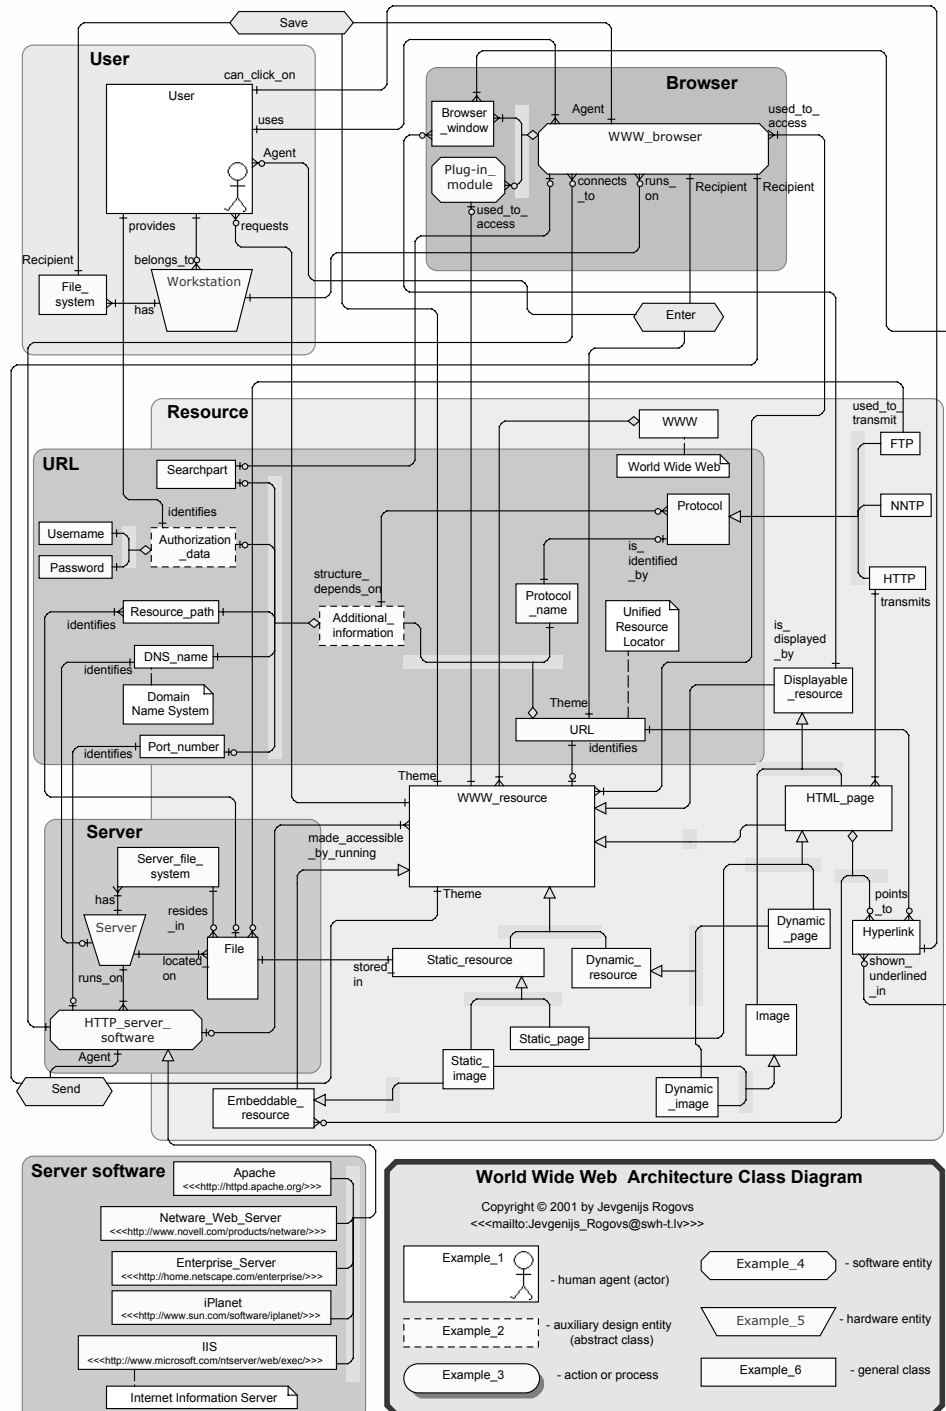 Save
User
can_click_on
User
uses
Agent
provides
requests
Recipient
belongs_to
File_
system
has
Workstation
Browser
Browser
_window
Agent
WWW_browser
used_to_
access
Plug-in_
module
used_to_
access
connects
_to
runs_
on
Recipient
Recipient
Enter
Resource
WWW
World Wide Web
used_to_
transmit
FTP
NNTP
HTTP
transmits
URL
Searchpart
identifies
Username
Password
Authorization
_data
Protocol
is_
identified
_by
structure_
depends_on
Additional_
information
Protocol
_name
Unified
Resource
Locator
identifies
Resource_path
identifies
DNS_name
Domain
Name System
identifies
Port_number
Theme
URL
identifies
is_
displayed
_by
Displayable
_resource
Theme
WWW_resource
made_accessible
_by_running
Theme
HTML_page
points
_to
Hyperlink
shown_
underlined
_in
Dynamic
_page
Server
Server_file_
system
has
Server
resides
_in
File
located_
_on
runs_on
HTTP_server_
software
Agent
Send
stored_
in
Static_resource
Dynamic_
resource
Static_page
Image
Static_
image
Dynamic
_image
Embeddable_
resource
Server software
Apache
<<<http://httpd.apache.org/>>>
Netware_Web_Server
<<<http://www.novell.com/products/netware/>>>
Enterprise_Server
<<<http://home.netscape.com/enterprise/>>>
iPlanet
<<<http://www.sun.com/software/iplanet/>>>
IIS
<<<http://www.microsoft.com/ntserver/web/exec/>>>
Internet Information Server
World Wide Web  Architecture Class Diagram
Copyright © 2001 by Jevgenijs Rogovs
<<<mailto:Jevgenijs_Rogovs@swh-t.lv>>>
Example_1
- human agent (actor)
Example_2
- auxiliary design entity
(abstract class)
Example_3
- action or process
Example_4
- software entity
Example_5
- hardware entity
Example_6
- general class